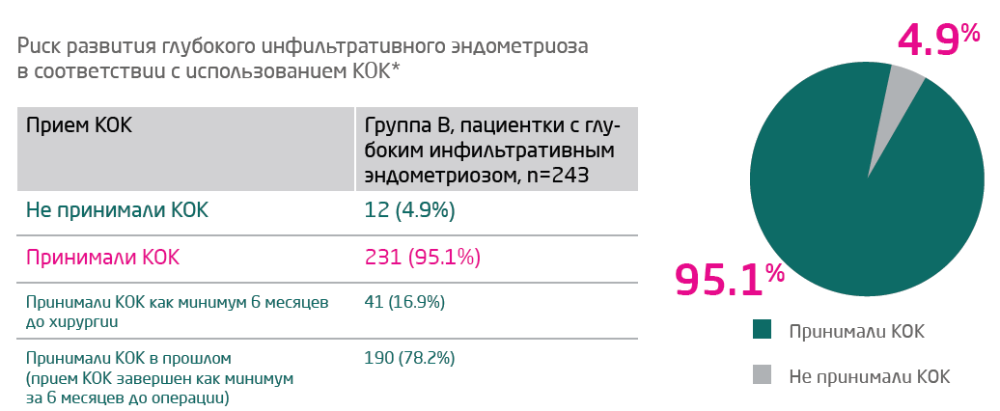 Риск развития глубокого инфильтративного эндометриоза
в соответствии с использованием КОК*
Прием КОК
Группа В, пациентки с глу-
боким инфильтративным
эндометриозом, n=243
Не принимали КОК
12 (4.9%)
Принимали КОК
231 (95.1%)
Принимали КОК как минимум 6 месяцев
до хирургии
41 (16.9%)
Принимали КОК в прошлом
(прием КОК завершен как минимум
за 6 месяцев до операции)
190 (78.2%)
4.9%
95.1%
Принимали КОК
Не принимали КОК